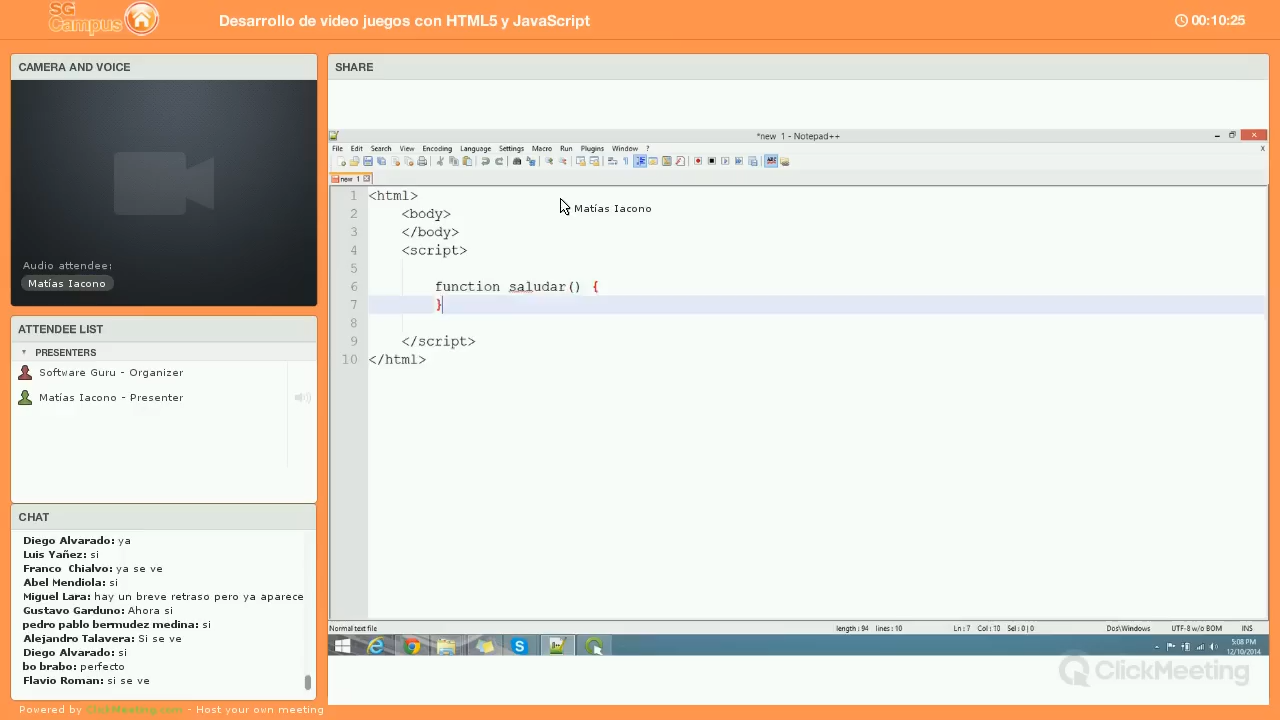 SG
Campus
Desarrollo de video juegos con HTML5 y JavaScript
00:10:25
CAMERA AND VOICE
Audio attendee:
Matías Iacono
ATTENDEE LIST
PRESENTERS
Software Guru - Organizer
Matías Iacono - Presenter
CHAT
Diego Alvarado: ya
Luis Yañez: si
Franco Chialvo: ya se ve
Abel Mendiola: si
Miguel Lara: hay un breve retraso pero ya aparece
Gustavo Garduno: Ahora si
pedro pablo bermudez medina: si
Alejandro Talavera: Si se ve
Diego Alvarado: si
bo brabo: perfecto
Flavio Roman: si se ve
Powered by ClickMeeting.com - Host your own meeting
SHARE
*new 1 - Notepad++
File Edit Search View Encoding Language Settings Macro Run Plugins Window ? X
new 1
1 <html>
2 <body>
3 </body>
4 <script>
5
6 function saludar() {
7 }
8
9 </script>
10 </html>
Matías Iacono
Normal text file length : 94 lines : 10 Ln : 7 Col : 10 Sel : 0 | 0 Dos\Windows UTF-8 w/o BOM INS
5:08 PM
12/10/2014
ClickMeeting